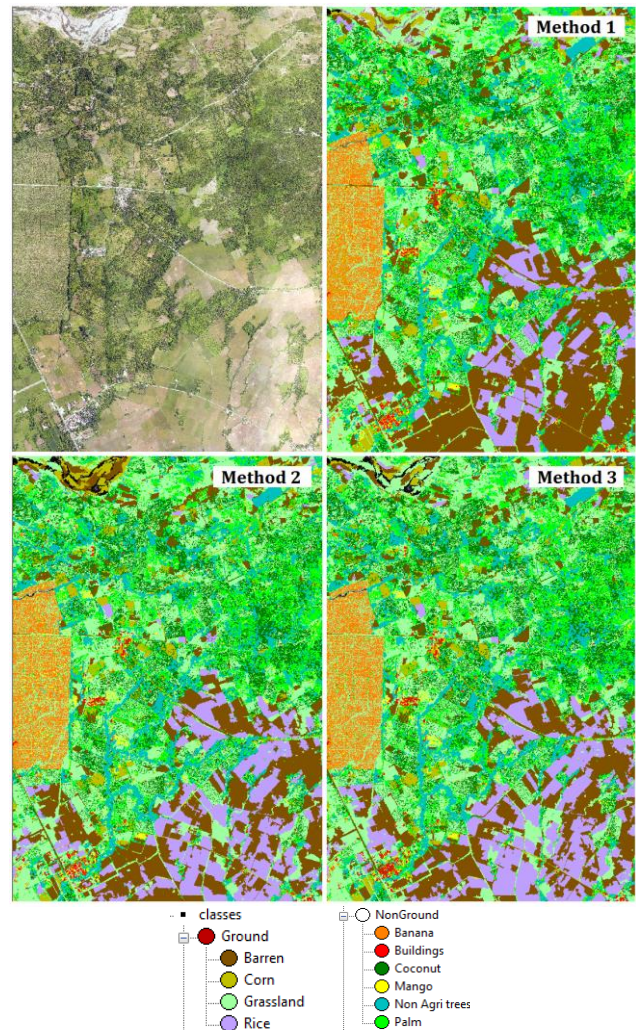 Method 1
Method 2
Method 3
classes
Ground
Barren
Corn
Grassland
Rice
NonGround
Banana
Buildings
Coconut
Mango
Non Agri trees
Palm